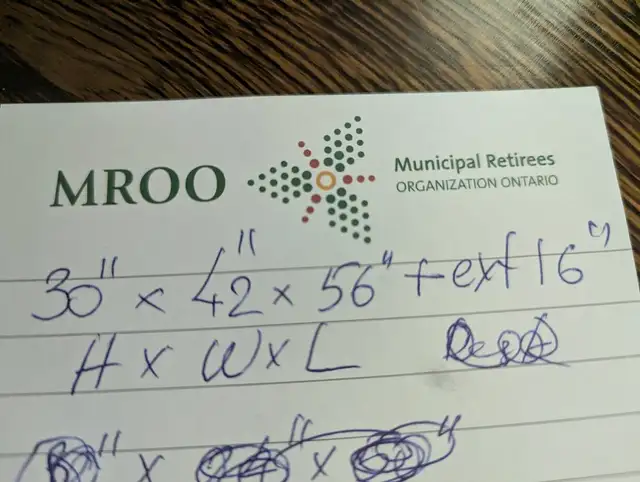 MROO
Municipal Retirees
ORGANIZATION ONTARIO
30" x 42" x 56" + ext 16"
H x W x L
" x " x "